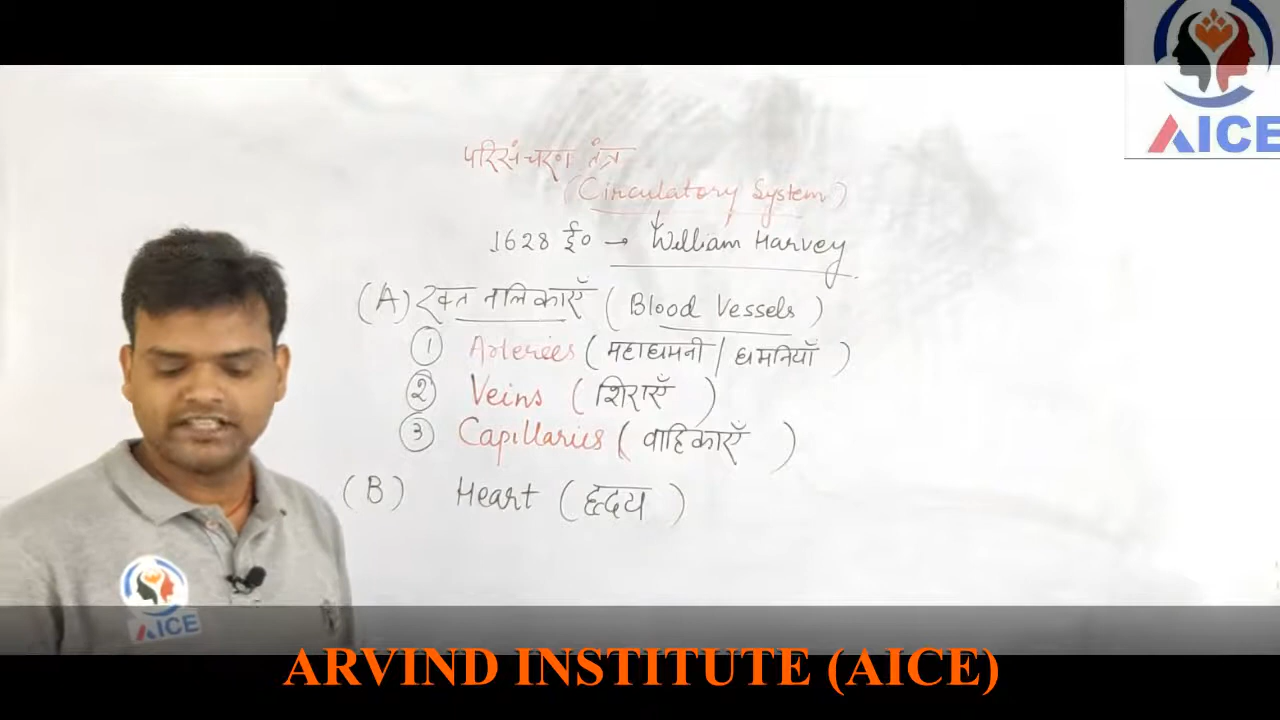 AICE
परिसंचरण तंत्र
(Circulatory System)
1628 ई० → William Harvey
(A) रक्त नालिकाएँ (Blood Vessels)
① Arteries (महाधमनी / धमनियाँ)
② Veins (शिराएँ)
③ Capillaries (वाहिकाएँ)
(B) Heart (हृदय)
AICE
ARVIND INSTITUTE (AICE)